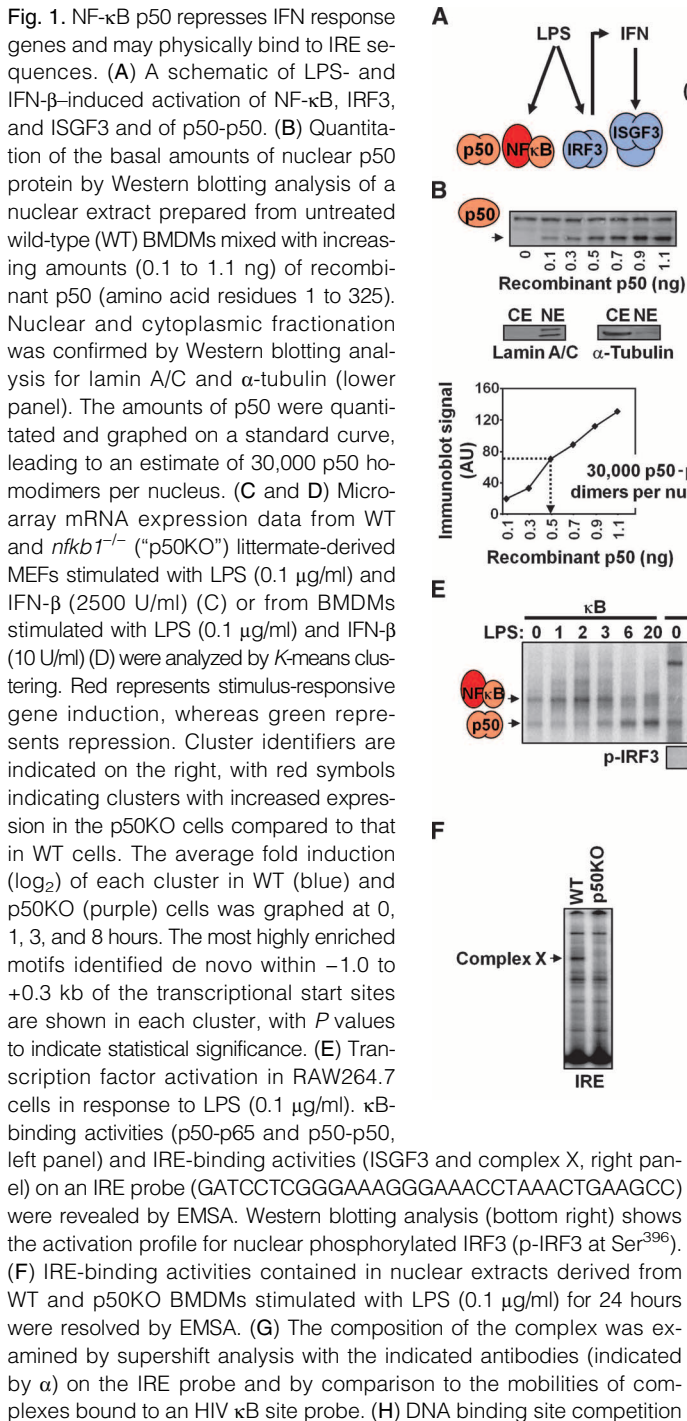 Fig. 1. NF-κB p50 represses IFN response
genes and may physically bind to IRE se-
quences. (A) A schematic of LPS- and
IFN-β–induced activation of NF-κB, IRF3,
and ISGF3 and of p50-p50. (B) Quantita-
tion of the basal amounts of nuclear p50
protein by Western blotting analysis of a
nuclear extract prepared from untreated
wild-type (WT) BMDMs mixed with increas-
ing amounts (0.1 to 1.1 ng) of recombi-
nant p50 (amino acid residues 1 to 325).
Nuclear and cytoplasmic fractionation
was confirmed by Western blotting anal-
ysis for lamin A/C and α-tubulin (lower
panel). The amounts of p50 were quanti-
tated and graphed on a standard curve,
leading to an estimate of 30,000 p50 ho-
modimers per nucleus. (C and D) Micro-
array mRNA expression data from WT
and nfkb1⁻/⁻ (“p50KO”) littermate-derived
MEFs stimulated with LPS (0.1 μg/ml) and
IFN-β (2500 U/ml) (C) or from BMDMs
stimulated with LPS (0.1 μg/ml) and IFN-β
(10 U/ml) (D) were analyzed by K-means clus-
tering. Red represents stimulus-responsive
gene induction, whereas green repre-
sents repression. Cluster identifiers are
indicated on the right, with red symbols
indicating clusters with increased expres-
sion in the p50KO cells compared to that
in WT cells. The average fold induction
(log₂) of each cluster in WT (blue) and
p50KO (purple) cells was graphed at 0,
1, 3, and 8 hours. The most highly enriched
motifs identified de novo within −1.0 to
+0.3 kb of the transcriptional start sites
are shown in each cluster, with P values
to indicate statistical significance. (E) Tran-
scription factor activation in RAW264.7
cells in response to LPS (0.1 μg/ml). κB-
binding activities (p50-p65 and p50-p50,
left panel) and IRE-binding activities (ISGF3 and complex X, right pan-
el) on an IRE probe (GATCCTCGGGAAAGGGAAACCTAAACTGAAGCC)
were revealed by EMSA. Western blotting analysis (bottom right) shows
the activation profile for nuclear phosphorylated IRF3 (p-IRF3 at Ser³⁹⁶).
(F) IRE-binding activities contained in nuclear extracts derived from
WT and p50KO BMDMs stimulated with LPS (0.1 μg/ml) for 24 hours
were resolved by EMSA. (G) The composition of the complex was ex-
amined by supershift analysis with the indicated antibodies (indicated
by α) on the IRE probe and by comparison to the mobilities of com-
plexes bound to an HIV κB site probe. (H) DNA binding site competition
A
LPS IFN
(
p50 NFκB IRF3 ISGF3
B
p50
0 0.1 0.3 0.5 0.7 0.9 1.1
Recombinant p50 (ng)
CE NE CE NE
Lamin A/C α-Tubulin
Immunoblot signal
(AU)
160
120
80
40
0
30,000 p50-p
dimers per nu
0.1 0.3 0.5 0.7 0.9 1.1
Recombinant p50 (ng)
E
κB
LPS: 0 1 2 3 6 20 0
NFκB
p50
p-IRF3
F
WT p50KO
Complex X
IRE